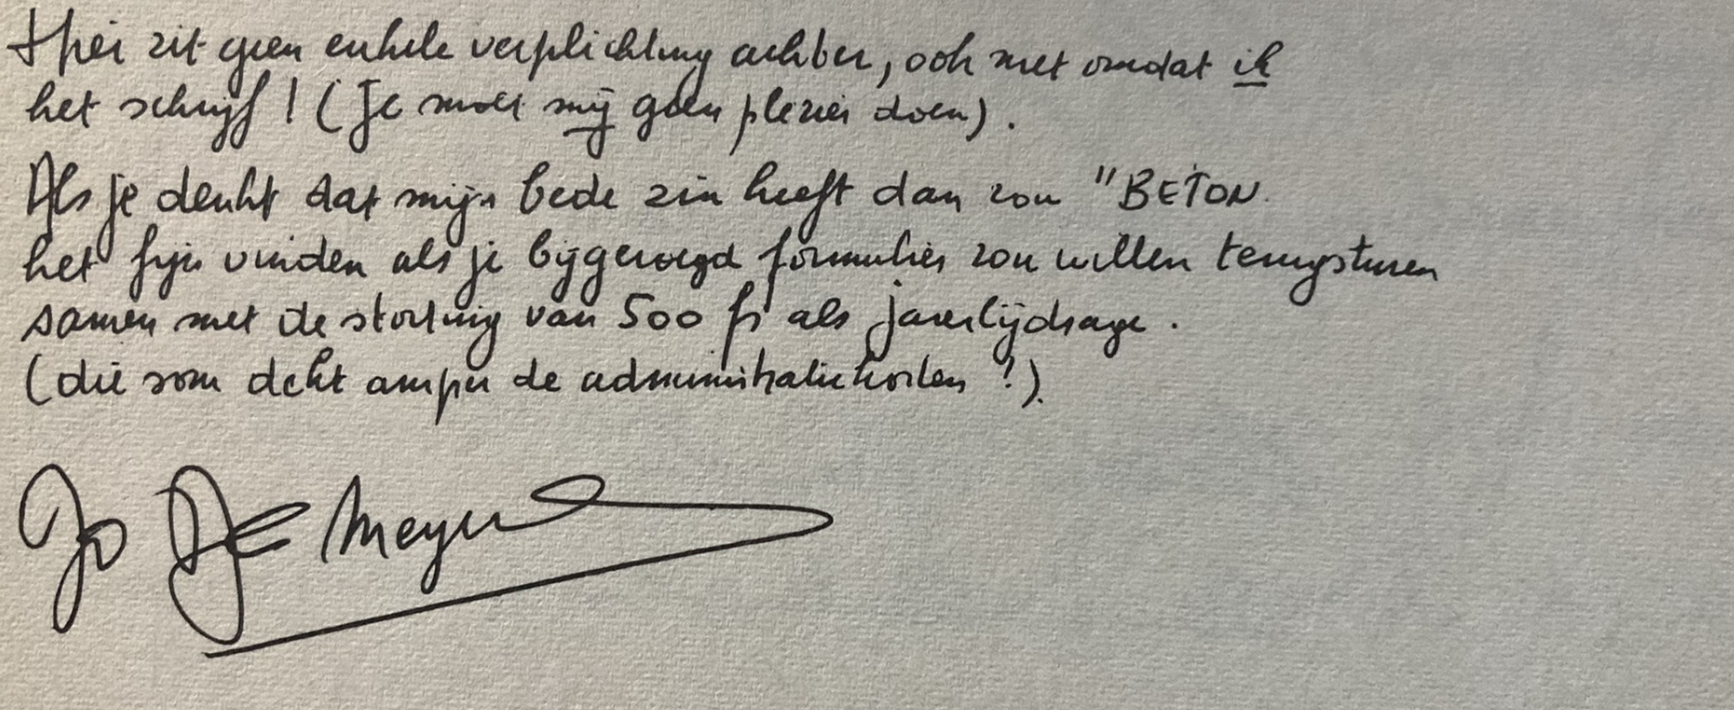 Hier zit geen enkele verplichting achter, ook niet omdat ik
het schrijf! (Je moet mij geen plezier doen).
Als je denkt dat mijn bede zin heeft dan zou "BETON
het fijn vinden als je bijgevoegd formulier zou willen terugsturen
samen met de storting van 500 fr als jaarbijdrage.
(die som dekt amper de administratiekosten!).
Jo De Meyer